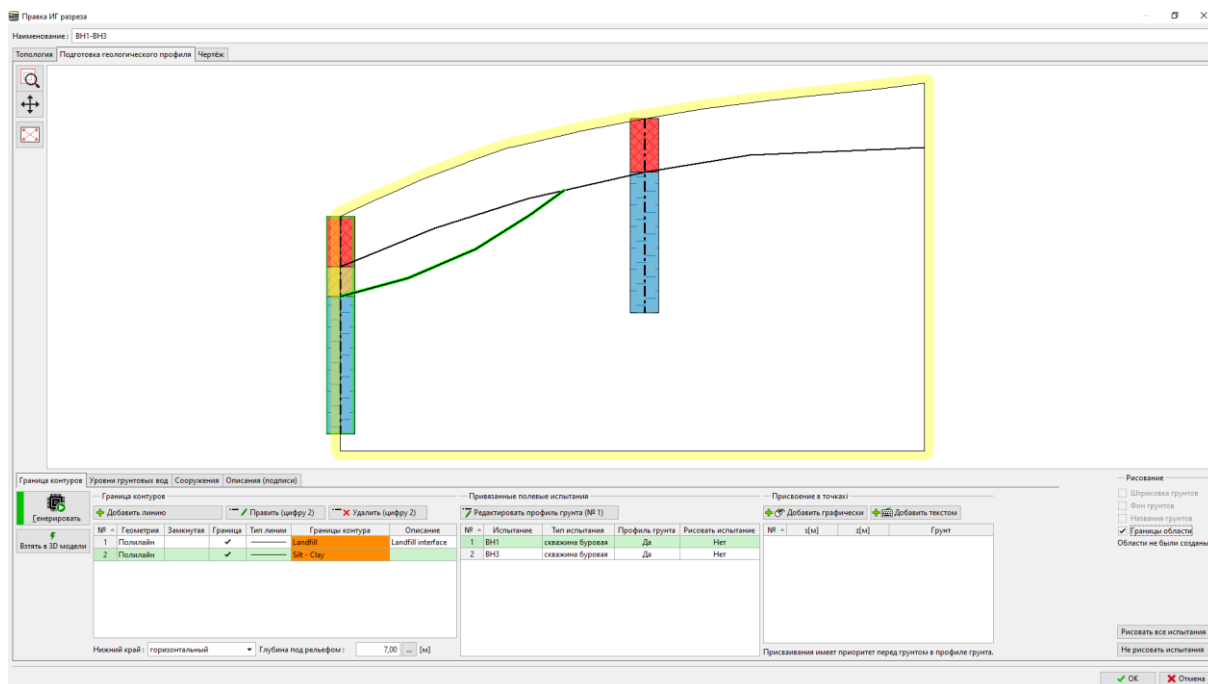 Правка ИГ разреза
Наименование : BH1-BH3
Топология Подготовка геологического профиля Чертёж
Граница контуров Уровни грунтовых вод Сооружения Описания (подписи)
Генерировать
Взять в 3D модели
Граница контуров
Добавить линию Править (цифру 2) Удалить (цифру 2)
№ Геометрия Замкнутая Граница Тип линии Границы контура Описание
1 Полилайн Landfill Landfill interface
2 Полилайн Silt - Clay
Нижний край : горизонтальный Глубина под рельефом : 7,00 ... [м]
Привязанные полевые испытания
Редактировать профиль грунта (№ 1)
№ Испытание Тип испытания Профиль грунта Рисовать испытание
1 BH1 скважина буровая Да Нет
2 BH3 скважина буровая Да Нет
Присвоение в точкахі
Добавить графически Добавить текстом
№ s[м] z[м] Грунт
Присваивания имеет приоритет перед грунтом в профиле грунта.
Рисование
Штриховка грунтов
Фон грунтов
Названия грунтов
Границы области
Области не были созданы
Рисовать все испытания
Не рисовать испытания
OK Отмена